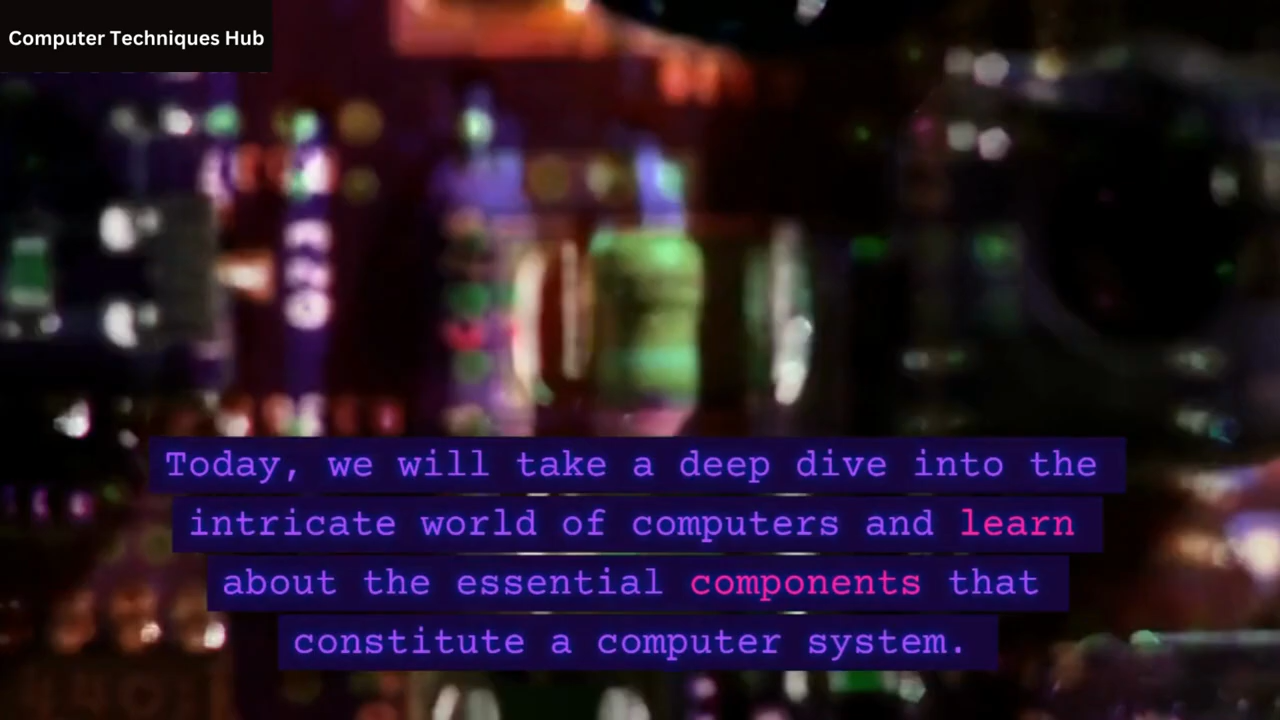 Computer Techniques Hub
Today, we will take a deep dive into the
intricate world of computers and learn
about the essential components that
constitute a computer system.